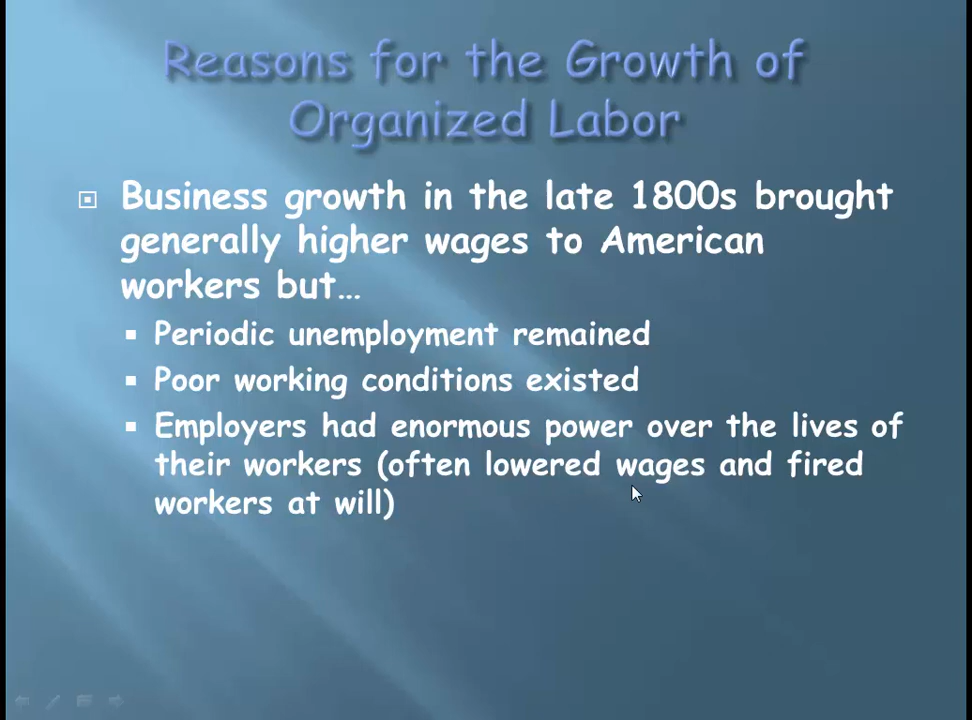 Reasons for the Growth of
Organized Labor
Business growth in the late 1800s brought
generally higher wages to American
workers but…
Periodic unemployment remained
Poor working conditions existed
Employers had enormous power over the lives of
their workers (often lowered wages and fired
workers at will)